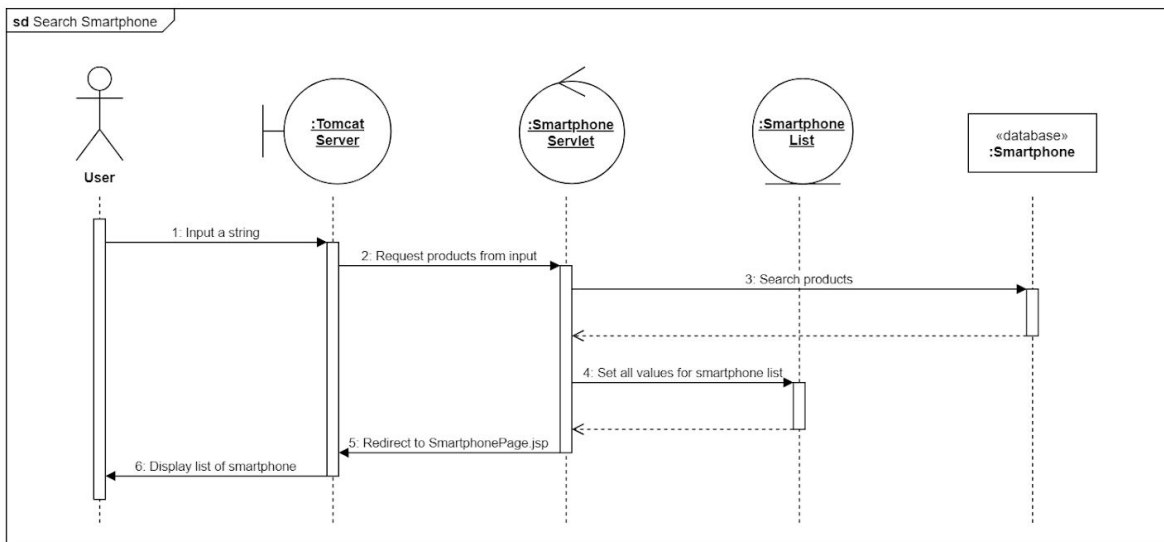 sd Search Smartphone
:Tomcat
Server
:Smartphone
Servlet
:Smartphone
List
«database»
:Smartphone
User
1: Input a string
2: Request products from input
3: Search products
4: Set all values for smartphone list
5: Redirect to SmartphonePage.jsp
6: Display list of smartphone